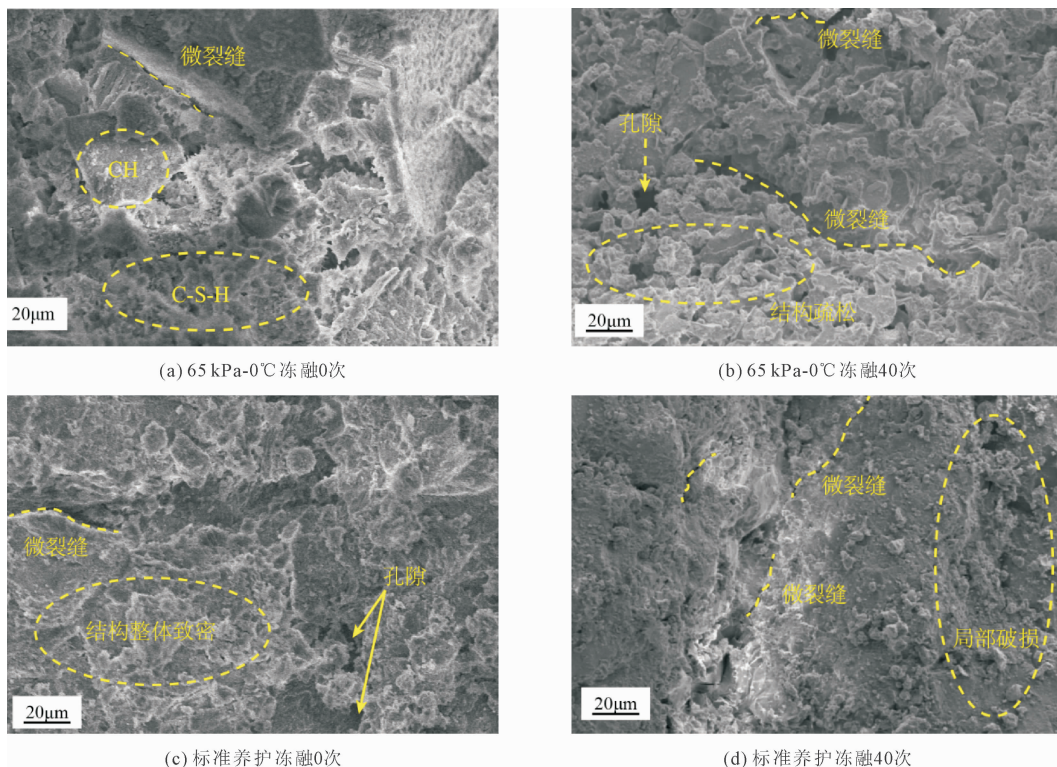 微裂缝
CH
C-S-H
20μm
(a) 65 kPa-0℃冻融0次
微裂缝
孔隙
微裂缝
结构疏松
20μm
(b) 65 kPa-0℃冻融40次
微裂缝
孔隙
结构整体致密
20μm
(c) 标准养护冻融0次
微裂缝
微裂缝
局部破损
20μm
(d) 标准养护冻融40次